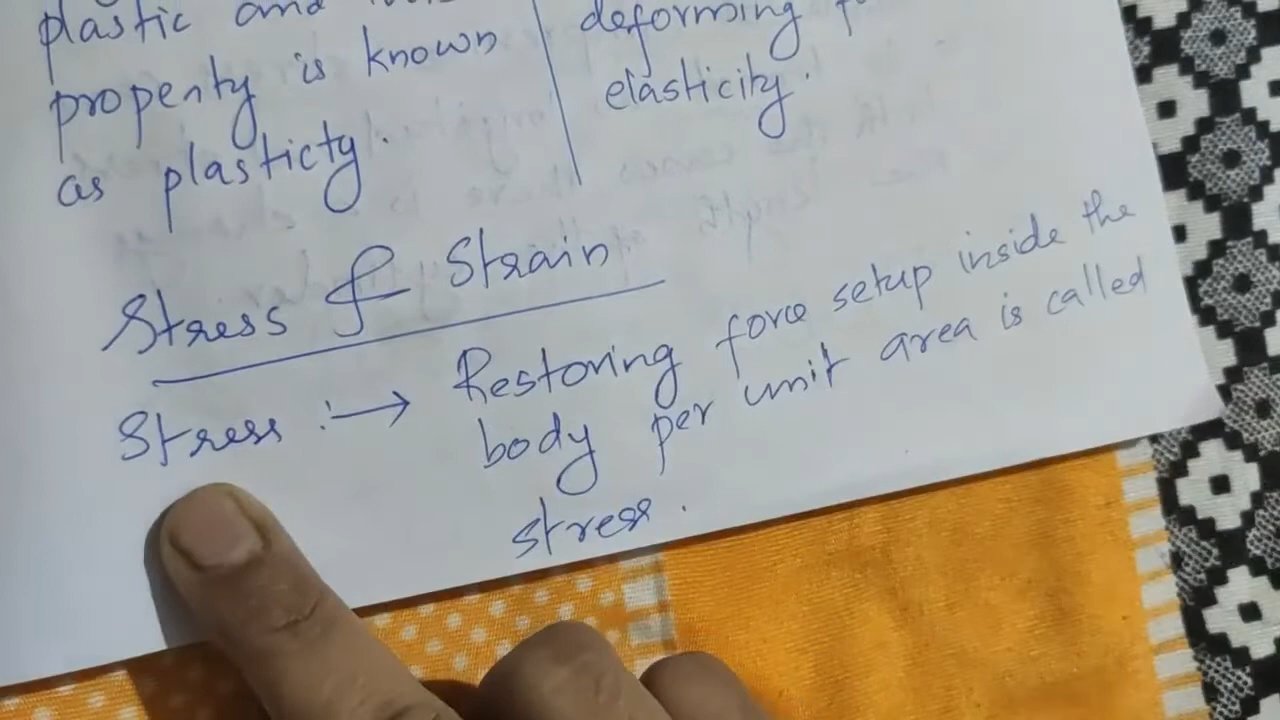 plastic and
property is known
as plasticty.
deforming
elasticity.
Stress & Strain
Stress :→ Restoring force setup inside the
body per unit area is called
stress.